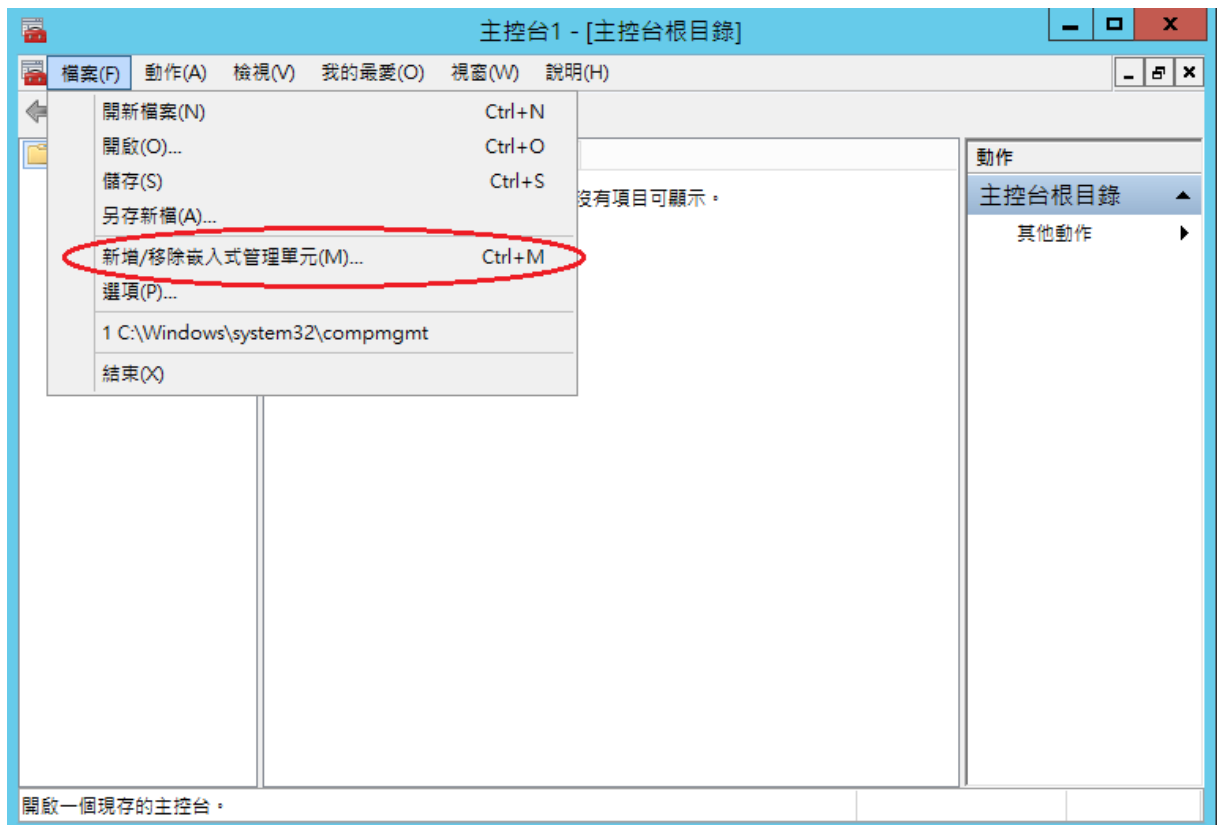 主控台1 - [主控台根目錄]
檔案(F) 動作(A) 檢視(V) 我的最愛(O) 視窗(W) 說明(H)
開新檔案(N) Ctrl+N
開啟(O)... Ctrl+O
儲存(S) Ctrl+S
另存新檔(A)...
新增/移除嵌入式管理單元(M)... Ctrl+M
選項(P)...
1 C:\Windows\system32\compmgmt
結束(X)
沒有項目可顯示。
動作
主控台根目錄
其他動作
開啟一個現存的主控台。